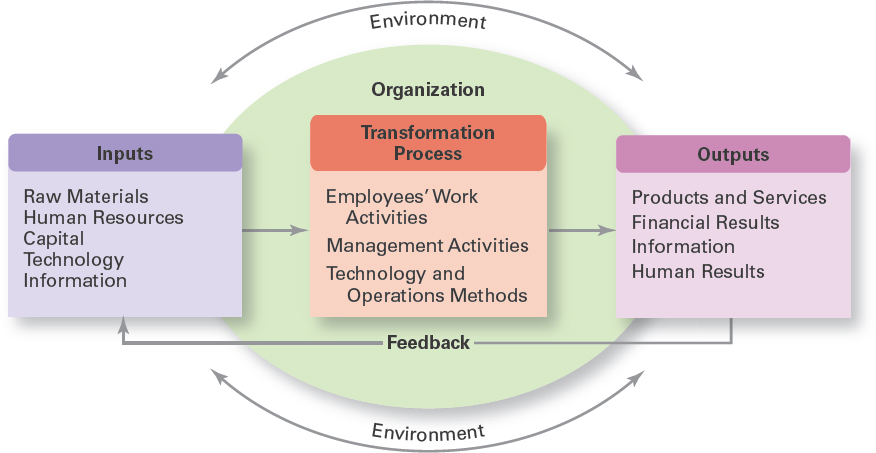 Environment
Organization
Inputs
Raw Materials
Human Resources
Capital
Technology
Information
Transformation
Process
Employees’ Work
Activities
Management Activities
Technology and
Operations Methods
Outputs
Products and Services
Financial Results
Information
Human Results
Feedback
Environment